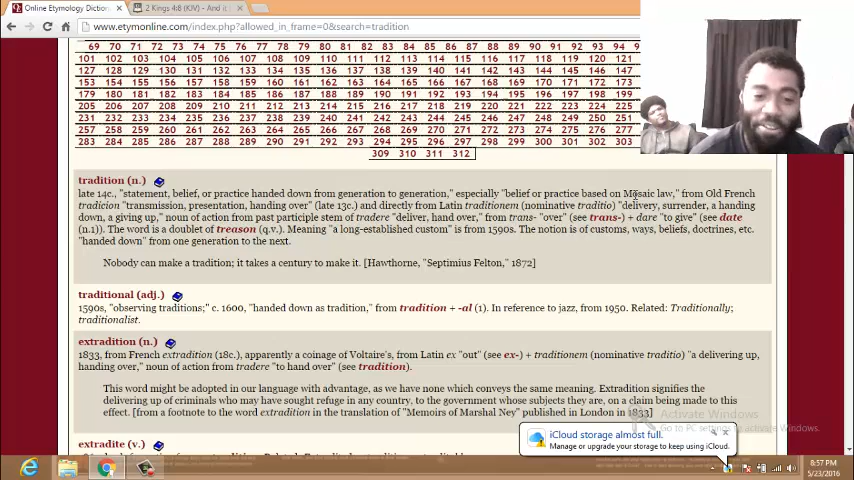 Online Etymology Diction
2 Kings 4:8 (KJV) - And it
www.etymonline.com/index.php?allowed_in_frame=0&search=tradition
69 70 71 72 73 74 75 76 77 78 79 80 81 82 83 84 85 86 87 88 89 90 91 92 93 94 9
101 102 103 104 105 106 107 108 109 110 111 112 113 114 115 116 117 118 119 120 121
127 128 129 130 131 132 133 134 135 136 137 138 139 140 141 142 143 144 145 146 147
153 154 155 156 157 158 159 160 161 162 163 164 165 166 167 168 169 170 171 172 173
179 180 181 182 183 184 185 186 187 188 189 190 191 192 193 194 195 196 197 198 199
205 206 207 208 209 210 211 212 213 214 215 216 217 218 219 220 221 222 223 224 225
231 232 233 234 235 236 237 238 239 240 241 242 243 244 245 246 247 248 249 250 251
257 258 259 260 261 262 263 264 265 266 267 268 269 270 271 272 273 274 275 276 277
283 284 285 286 287 288 289 290 291 292 293 294 295 296 297 298 299 300 301 302 303
309 310 311 312
tradition (n.)
late 14c., "statement, belief, or practice handed down from generation to generation," especially "belief or practice based on Mosaic law," from Old French
tradicion "transmission, presentation, handing over" (late 13c.) and directly from Latin traditionem (nominative traditio) "delivery, surrender, a handing
down, a giving up," noun of action from past participle stem of tradere "deliver, hand over," from trans- "over" (see trans-) + dare "to give" (see date
(n.1)). The word is a doublet of treason (q.v.). Meaning "a long-established custom" is from 1590s. The notion is of customs, ways, beliefs, doctrines, etc.
"handed down" from one generation to the next.
Nobody can make a tradition; it takes a century to make it. [Hawthorne, "Septimius Felton," 1872]
traditional (adj.)
1590s, "observing traditions;" c. 1600, "handed down as tradition," from tradition + -al (1). In reference to jazz, from 1950. Related: Traditionally;
traditionalist.
extradition (n.)
1833, from French extradition (18c.), apparently a coinage of Voltaire's, from Latin ex "out" (see ex-) + traditionem (nominative traditio) "a delivering up,
handing over," noun of action from tradere "to hand over" (see tradition).
This word might be adopted in our language with advantage, as we have none which conveys the same meaning. Extradition signifies the
delivering up of criminals who may have sought refuge in any country, to the government whose subjects they are, on a claim being made to this
effect. [from a footnote to the word extradition in the translation of "Memoirs of Marshal Ney" published in London in 1833]
Activate Windows
Go to PC settings to activate Windows.
extradite (v.)
iCloud storage almost full.
Manage or upgrade your storage to keep using iCloud.
8:57 PM
5/23/2016